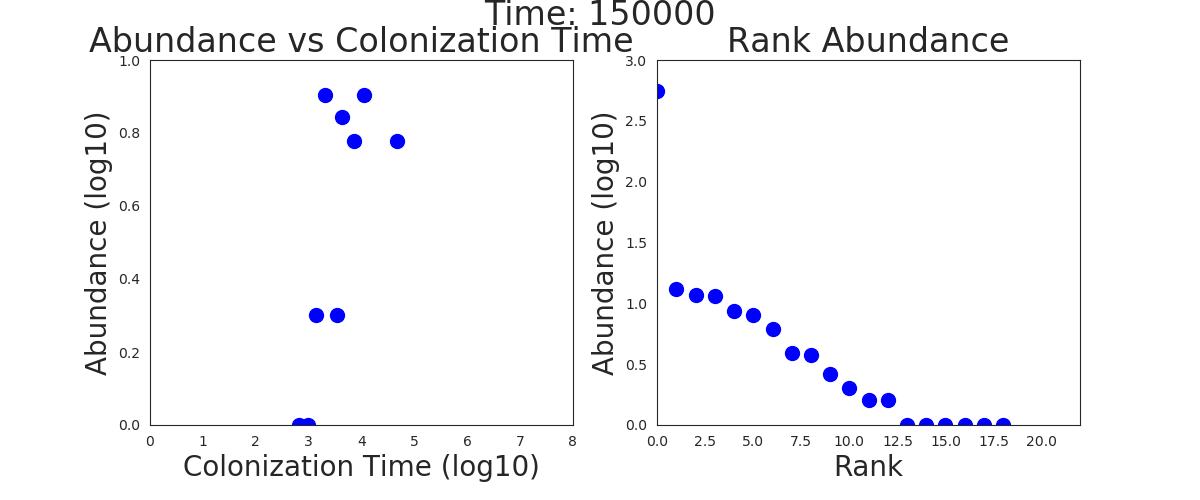 Time: 150000
Abundance vs Colonization Time
Rank Abundance
Abundance (log10)
1.0
0.8
0.6
0.4
0.2
0.0
0 1 2 3 4 5 6 7 8
Colonization Time (log10)
Abundance (log10)
3.0
2.5
2.0
1.5
1.0
0.5
0.0
0.0 2.5 5.0 7.5 10.0 12.5 15.0 17.5 20.0
Rank